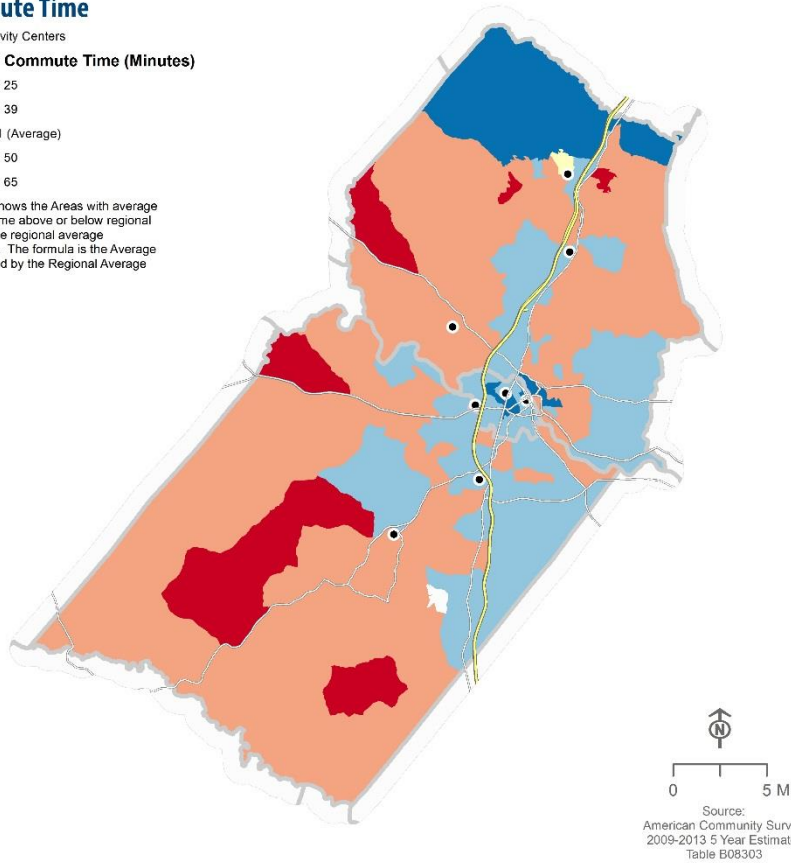 ute Time
vity Centers
Commute Time (Minutes)
25
39
(Average)
50
65
hows the Areas with average
me above or below regional
e regional average
The formula is the Average
d by the Regional Average
N
0 5 M
Source:
American Community Surv
2009-2013 5 Year Estimat
Table B08303